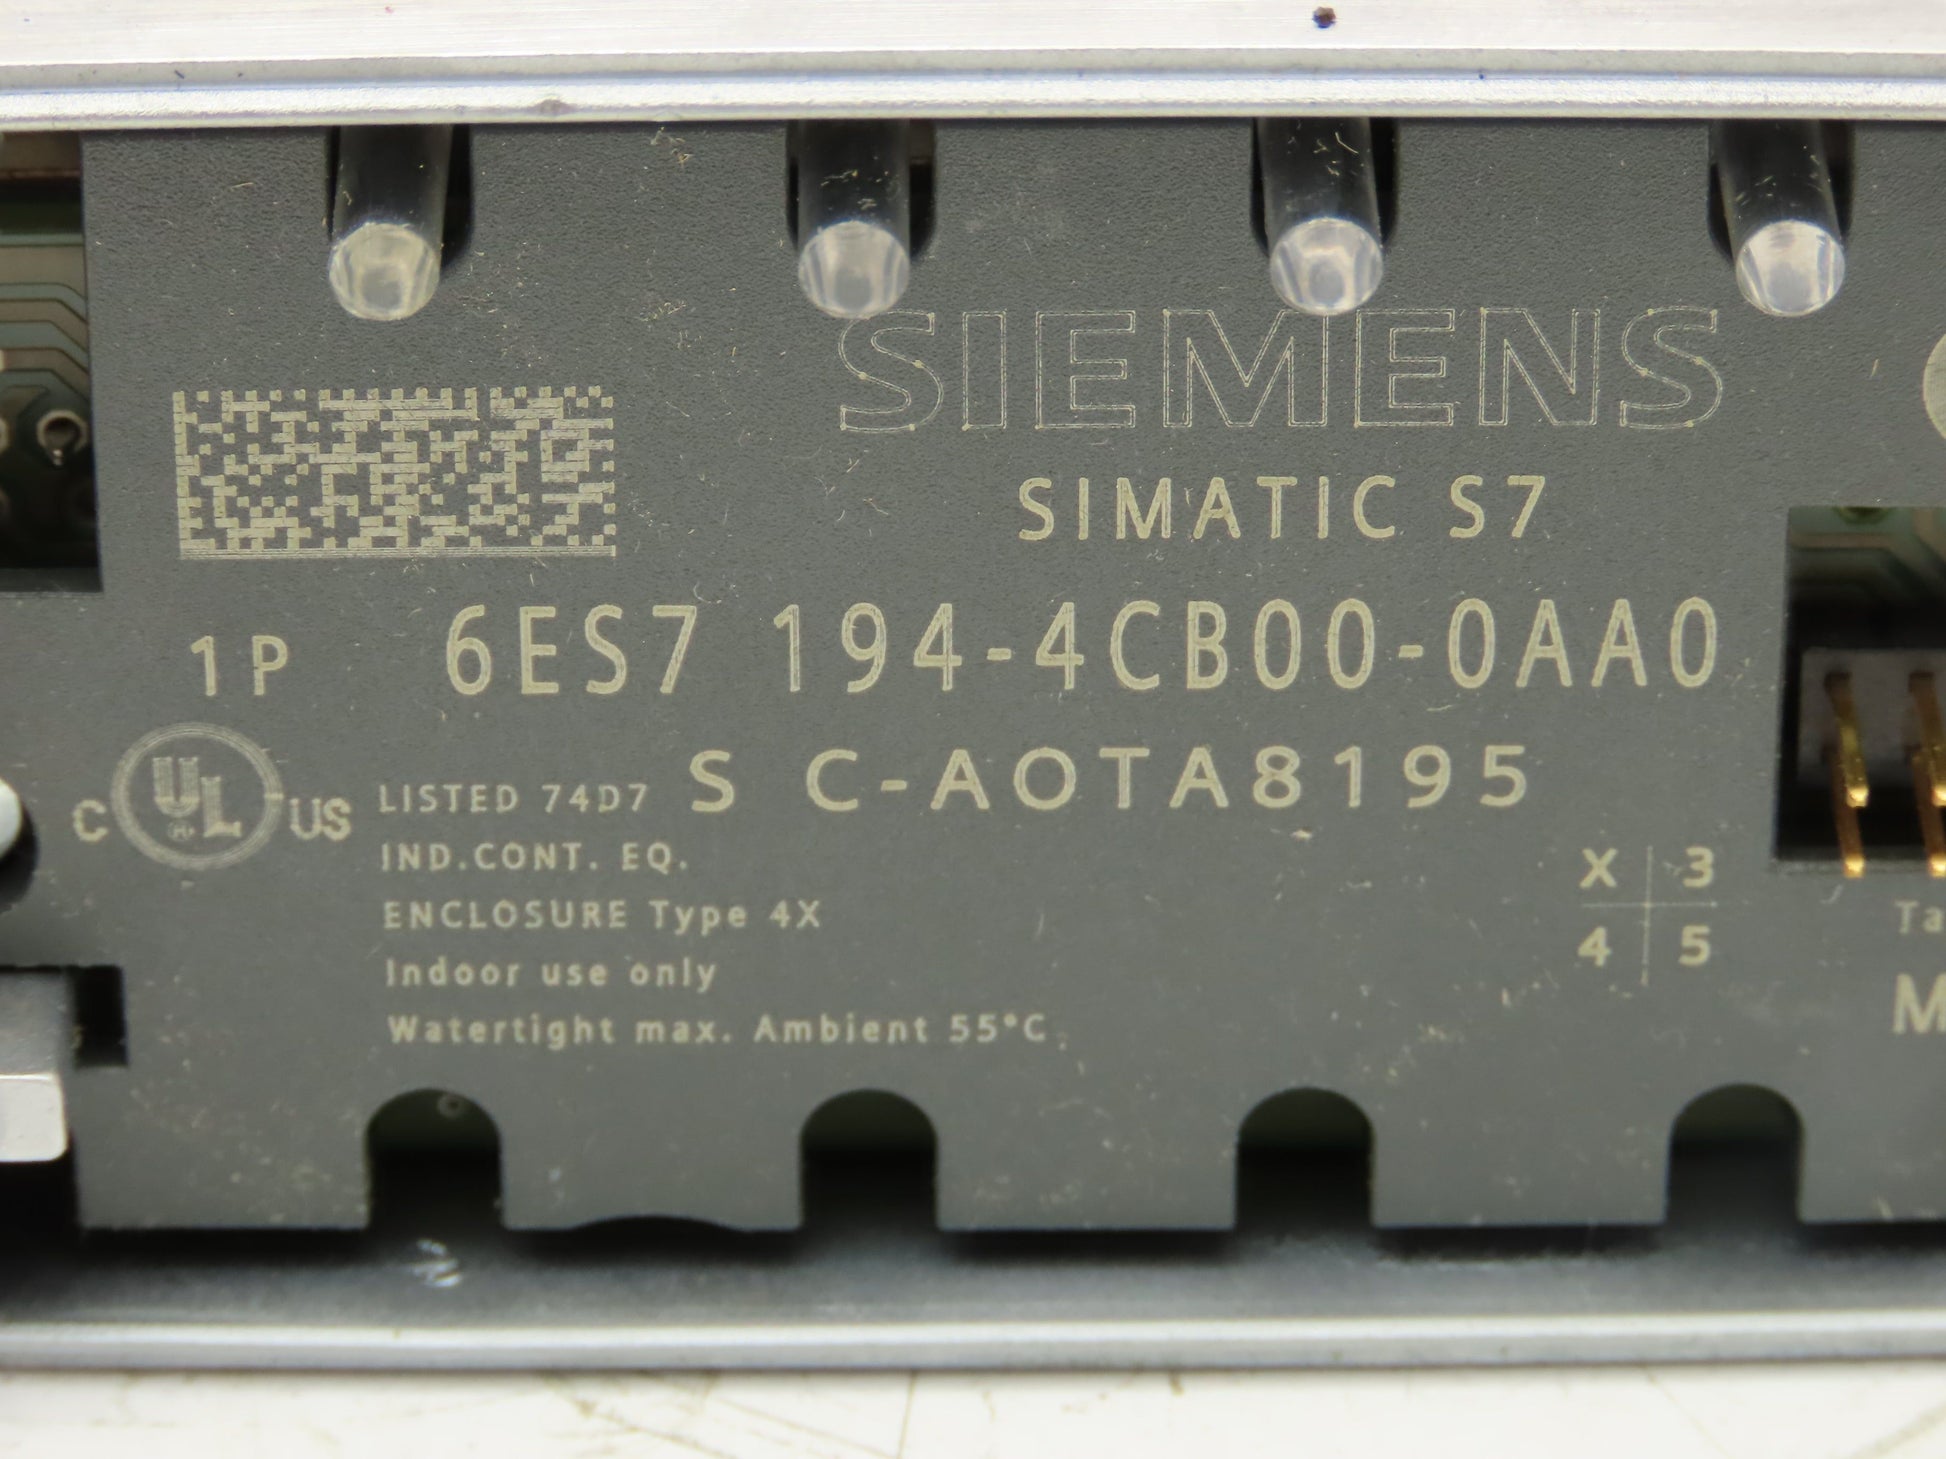 SIEMENS
SIMATIC S7
1P 6ES7 194-4CB00-0AA0
S C-AOTA8195
C UL US LISTED 74D7
IND.CONT. EQ.
ENCLOSURE Type 4X
Indoor use only
Watertight max. Ambient 55°C
X 3
4 5
Ta
M